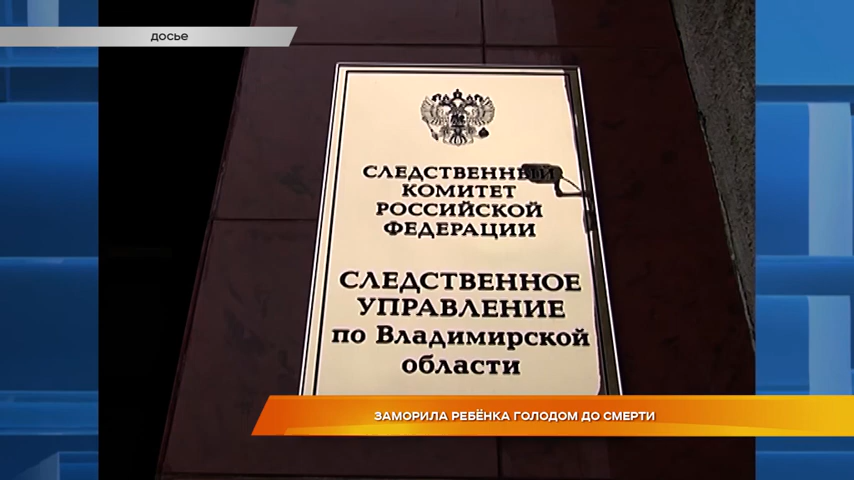 ДОСЬЕ
СЛЕДСТВЕННЫЙ
КОМИТЕТ
РОССИЙСКОЙ
ФЕДЕРАЦИИ
СЛЕДСТВЕННОЕ
УПРАВЛЕНИЕ
по Владимирской
области
ЗАМОРИЛА РЕБЁНКА ГОЛОДОМ ДО СМЕРТИ